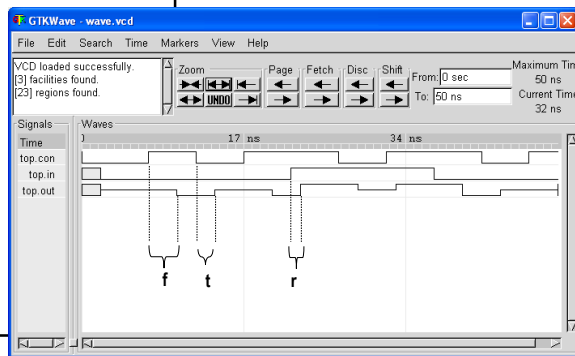 GTKWave - wave.vcd
File Edit Search Time Markers View Help
VCD loaded successfully.
[3] facilities found.
[23] regions found.
Zoom
UNDO
Page
Fetch
Disc
Shift
From: 0 sec
To: 50 ns
Maximum Tim
50 ns
Current Time
32 ns
Signals
Waves
Time
17 ns
34 ns
top.con
top.in
top.out
f
t
r